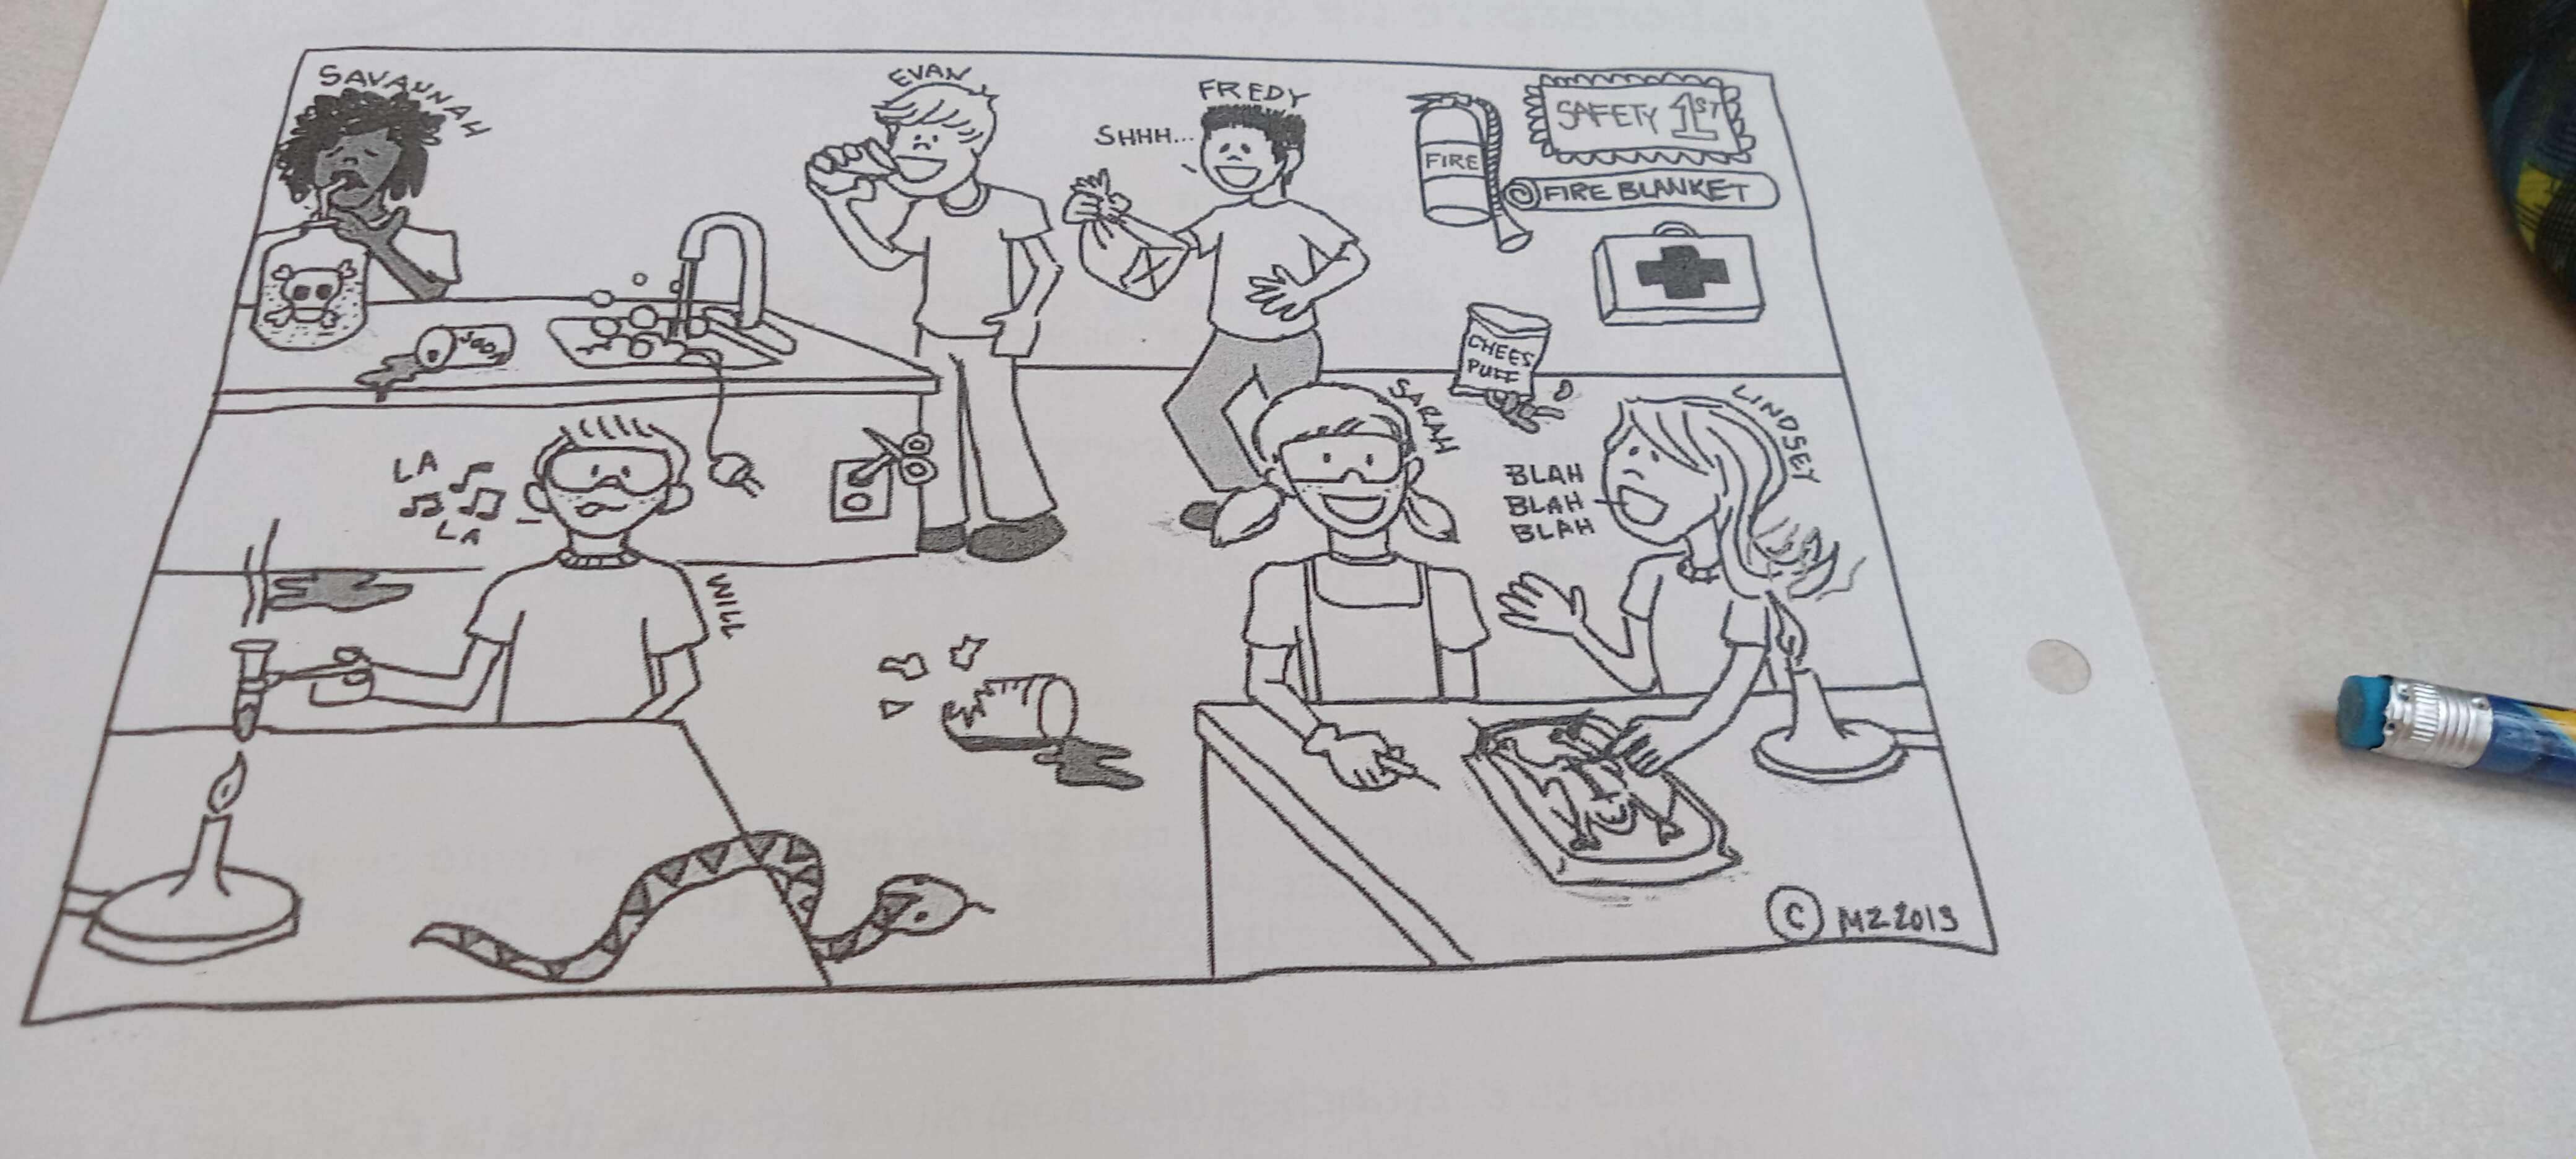 SAVANNAH
EVAN
FREDY
SHHH...
FIRE
SAFETY 1ST
FIRE BLANKET
CHEES
PUFF
SARAH
LINDSEY
LA
LA
BLAH
BLAH
BLAH
WILL
© MZ 2013